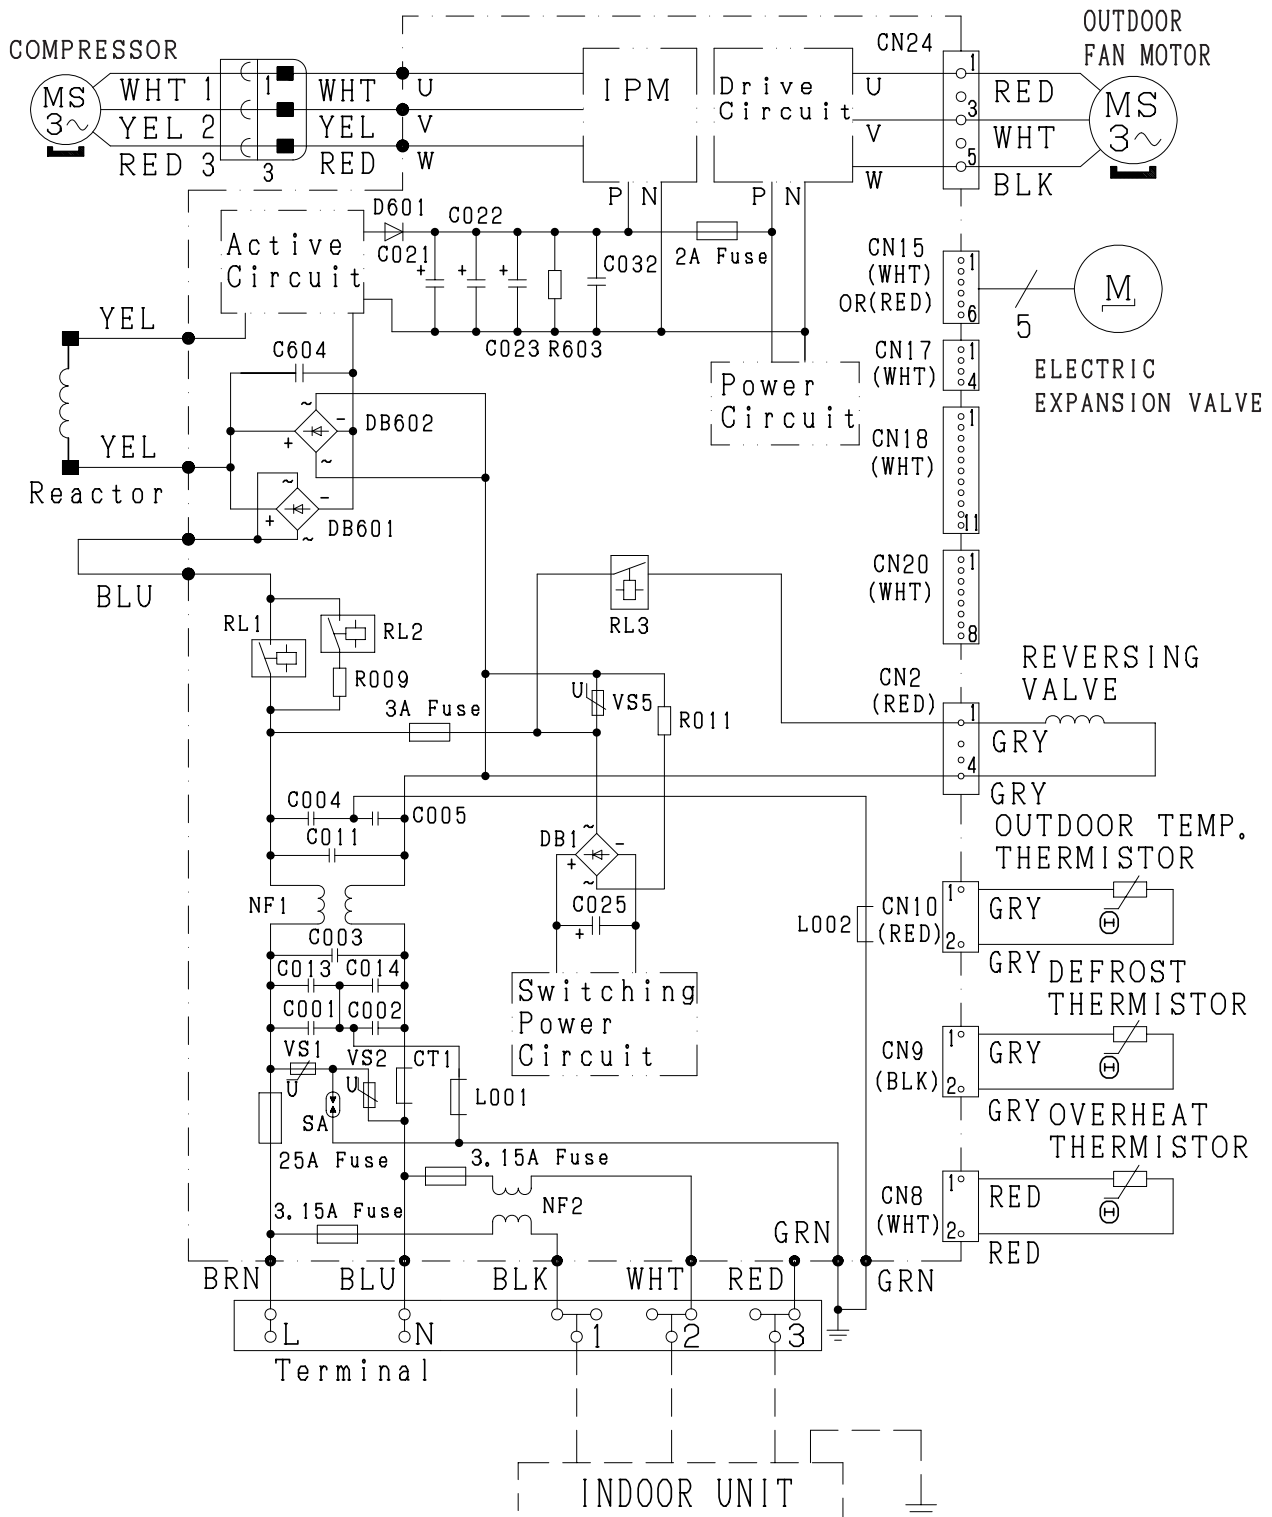 OUTDOOR
FAN MOTOR
COMPRESSOR
CN24
MS
3~
WHT 1
YEL 2
RED 3
1
3
WHT
YEL
RED
U
V
W
IPM
Drive
Circuit
U
V
W
1
3
5
RED
WHT
BLK
MS
3~
P N
P N
Active
Circuit
D601
C021
C022
+
+
+
C032
2A Fuse
C023
R603
CN15
(WHT)
OR(RED)
1
6
5
M
ELECTRIC
EXPANSION VALVE
YEL
YEL
Reactor
C604
~
+
-
~
DB602
~
+
-
~
DB601
Power
Circuit
CN17
(WHT)
1
4
CN18
(WHT)
1
11
CN20
(WHT)
1
8
BLU
RL1
RL2
R009
RL3
3A Fuse
U
VS5
R011
CN2
(RED)
1
4
REVERSING
VALVE
GRY
GRY
C004
C005
C011
NF1
C003
C013
C014
C001
C002
DB1
~
+
-
~
C025
+
Switching
Power
Circuit
L002
OUTDOOR TEMP.
THERMISTOR
CN10
(RED)
1
2
GRY
GRY
Θ
DEFROST
THERMISTOR
CN9
(BLK)
1
2
GRY
GRY
Θ
OVERHEAT
THERMISTOR
CN8
(WHT)
1
2
RED
RED
Θ
VS1
U
VS2
U
CT1
SA
L001
25A Fuse
3.15A Fuse
3.15A Fuse
NF2
GRN
BRN
BLU
BLK
WHT
RED
GRN
L
N
1
2
3
Terminal
INDOOR UNIT